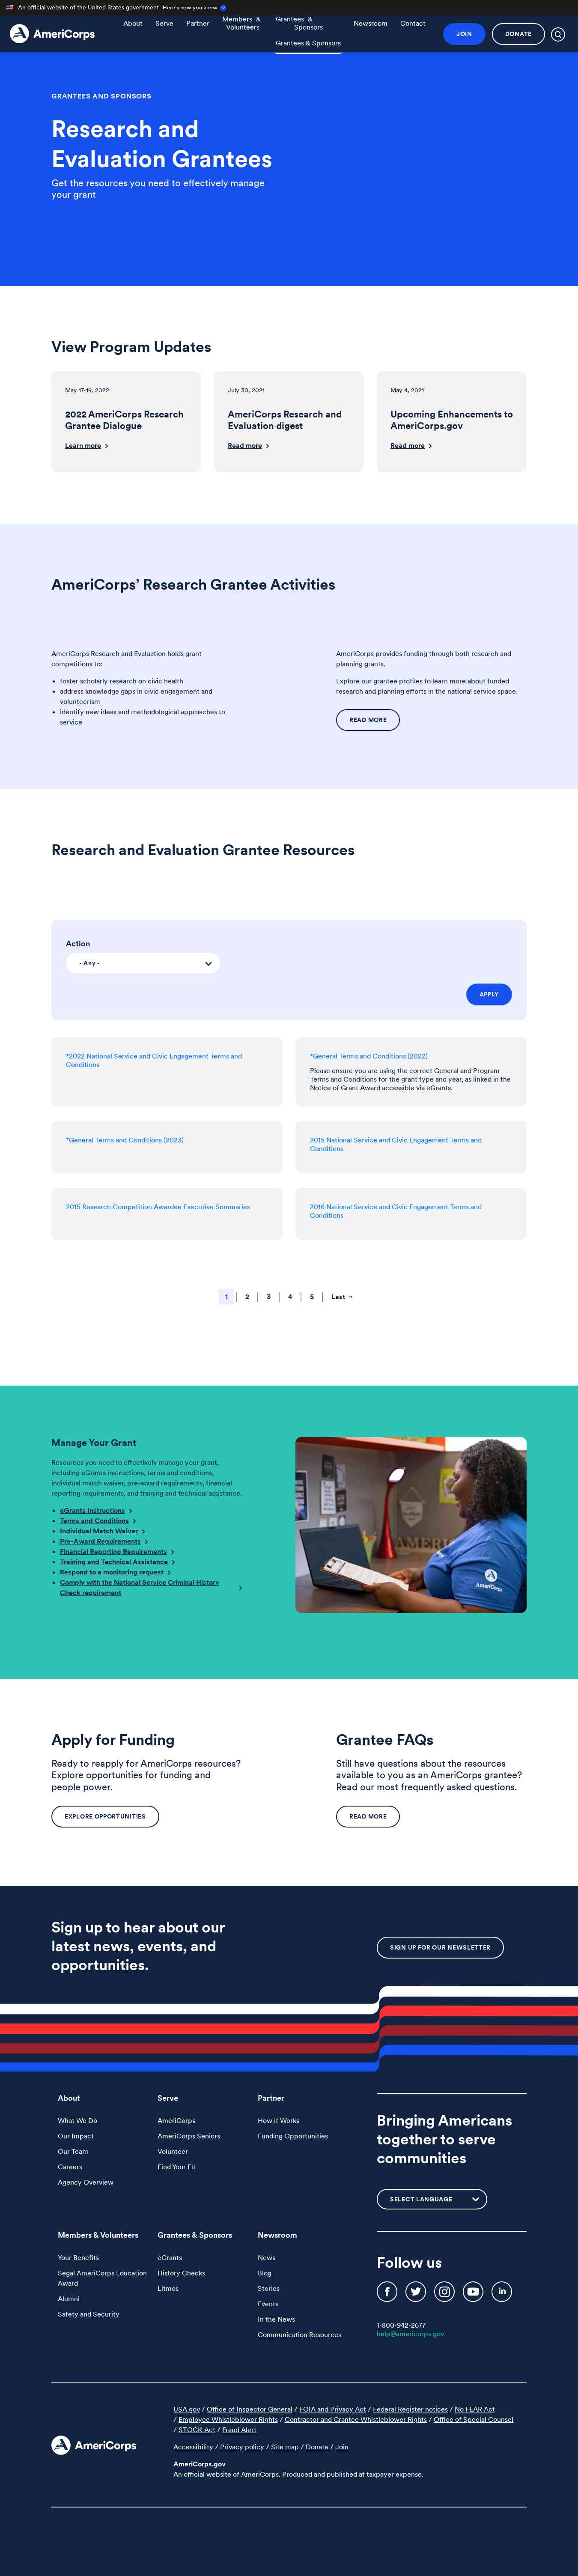 An official website of the United States government Here's how you know
AmeriCorps
About
Serve
Partner
Members &
Volunteers
Grantees &
Sponsors
Newsroom
Contact
Grantees & Sponsors
JOIN
DONATE
GRANTEES AND SPONSORS
Research and
Evaluation Grantees
Get the resources you need to effectively manage
your grant
View Program Updates
May 17-19, 2022
2022 AmeriCorps Research
Grantee Dialogue
Learn more
July 30, 2021
AmeriCorps Research and
Evaluation digest
Read more
May 4, 2021
Upcoming Enhancements to
AmeriCorps.gov
Read more
AmeriCorps’ Research Grantee Activities
AmeriCorps Research and Evaluation holds grant
competitions to:
• foster scholarly research on civic health
• address knowledge gaps in civic engagement and
volunteerism
• identify new ideas and methodological approaches to
service
AmeriCorps provides funding through both research and
planning grants.
Explore our grantee profiles to learn more about funded
research and planning efforts in the national service space.
READ MORE
Research and Evaluation Grantee Resources
Action
- Any -
APPLY
*2022 National Service and Civic Engagement Terms and
Conditions
*General Terms and Conditions (2022)
Please ensure you are using the correct General and Program
Terms and Conditions for the grant type and year, as linked in the
Notice of Grant Award accessible via eGrants.
*General Terms and Conditions (2023)
2015 National Service and Civic Engagement Terms and
Conditions
2015 Research Competition Awardee Executive Summaries
2016 National Service and Civic Engagement Terms and
Conditions
1 2 3 4 5 Last →
Manage Your Grant
Resources you need to effectively manage your grant,
including eGrants instructions, terms and conditions,
individual match waiver, pre-award requirements, financial
reporting requirements, and training and technical assistance.
• eGrants Instructions
• Terms and Conditions
• Individual Match Waiver
• Pre-Award Requirements
• Financial Reporting Requirements
• Training and Technical Assistance
• Respond to a monitoring request
• Comply with the National Service Criminal History
Check requirement
AmeriCorps
Apply for Funding
Ready to reapply for AmeriCorps resources?
Explore opportunities for funding and
people power.
EXPLORE OPPORTUNITIES
Grantee FAQs
Still have questions about the resources
available to you as an AmeriCorps grantee?
Read our most frequently asked questions.
READ MORE
Sign up to hear about our
latest news, events, and
opportunities.
SIGN UP FOR OUR NEWSLETTER
About
What We Do
Our Impact
Our Team
Careers
Agency Overview
Serve
AmeriCorps
AmeriCorps Seniors
Volunteer
Find Your Fit
Partner
How it Works
Funding Opportunities
Bringing Americans
together to serve
communities
SELECT LANGUAGE
Members & Volunteers
Your Benefits
Segal AmeriCorps Education
Award
Alumni
Safety and Security
Grantees & Sponsors
eGrants
History Checks
Litmos
Newsroom
News
Blog
Stories
Events
In the News
Communication Resources
Follow us
1-800-942-2677
help@americorps.gov
AmeriCorps
USA.gov / Office of Inspector General / FOIA and Privacy Act / Federal Register notices / No FEAR Act
/ Employee Whistleblower Rights / Contractor and Grantee Whistleblower Rights / Office of Special Counsel
/ STOCK Act / Fraud Alert
Accessibility / Privacy policy / Site map / Donate / Join
AmeriCorps.gov
An official website of AmeriCorps. Produced and published at taxpayer expense.